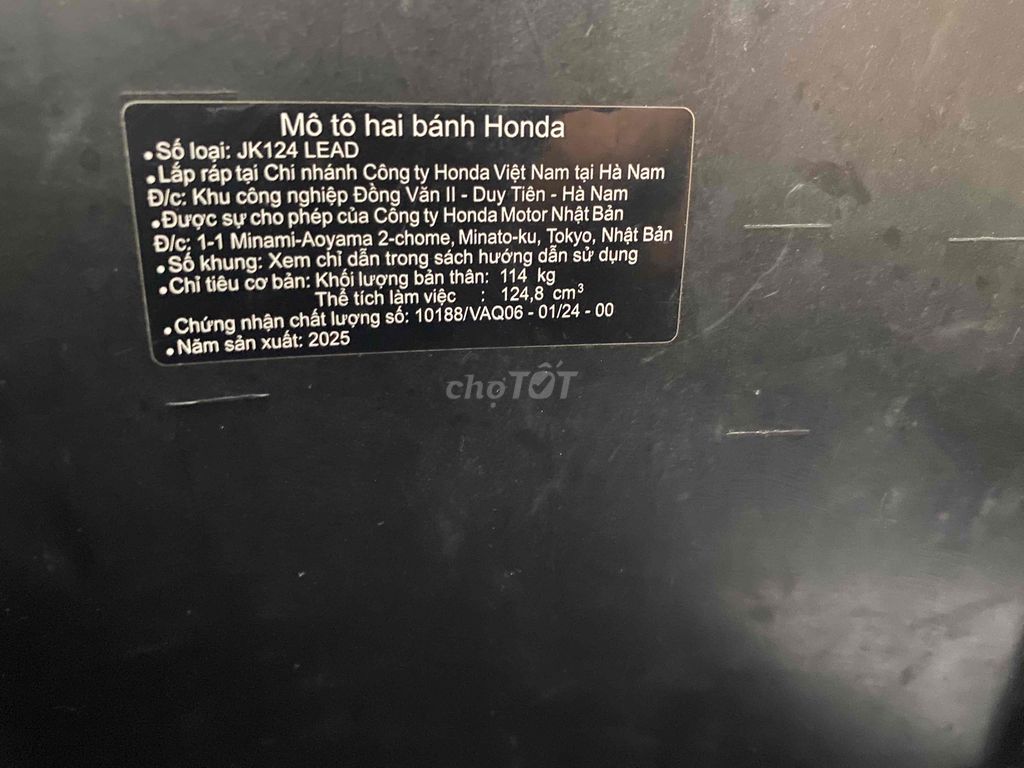 Mô tô hai bánh Honda
•Số loại: JK124 LEAD
•Lắp ráp tại Chi nhánh Công ty Honda Việt Nam tại Hà Nam
Đ/c: Khu công nghiệp Đồng Văn II - Duy Tiên - Hà Nam
•Được sự cho phép của Công ty Honda Motor Nhật Bản
Đ/c: 1-1 Minami-Aoyama 2-chome, Minato-ku, Tokyo, Nhật Bản
•Số khung: Xem chỉ dẫn trong sách hướng dẫn sử dụng
•Chỉ tiêu cơ bản: Khối lượng bản thân: 114 kg
Thể tích làm việc : 124,8 cm³
•Chứng nhận chất lượng số: 10188/VAQ06 - 01/24 - 00
•Năm sản xuất: 2025
chợTỐT